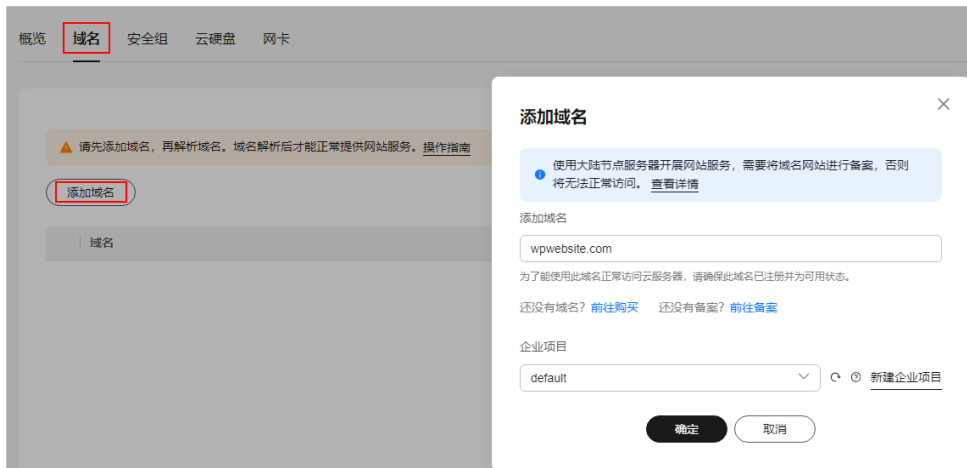 概览 域名 安全组 云硬盘 网卡
请先添加域名，再解析域名。域名解析后才能正常提供网站服务。操作指南
添加域名
域名
添加域名
使用大陆节点服务器开展网站服务，需要将域名网站进行备案，否则
将无法正常访问。 查看详情
添加域名
wpwebsite.com
为了能使用此域名正常访问云服务器，请确保此域名已注册并为可用状态。
还没有域名？前往购买 还没有备案？前往备案
企业项目
default 新建企业项目
确定 取消